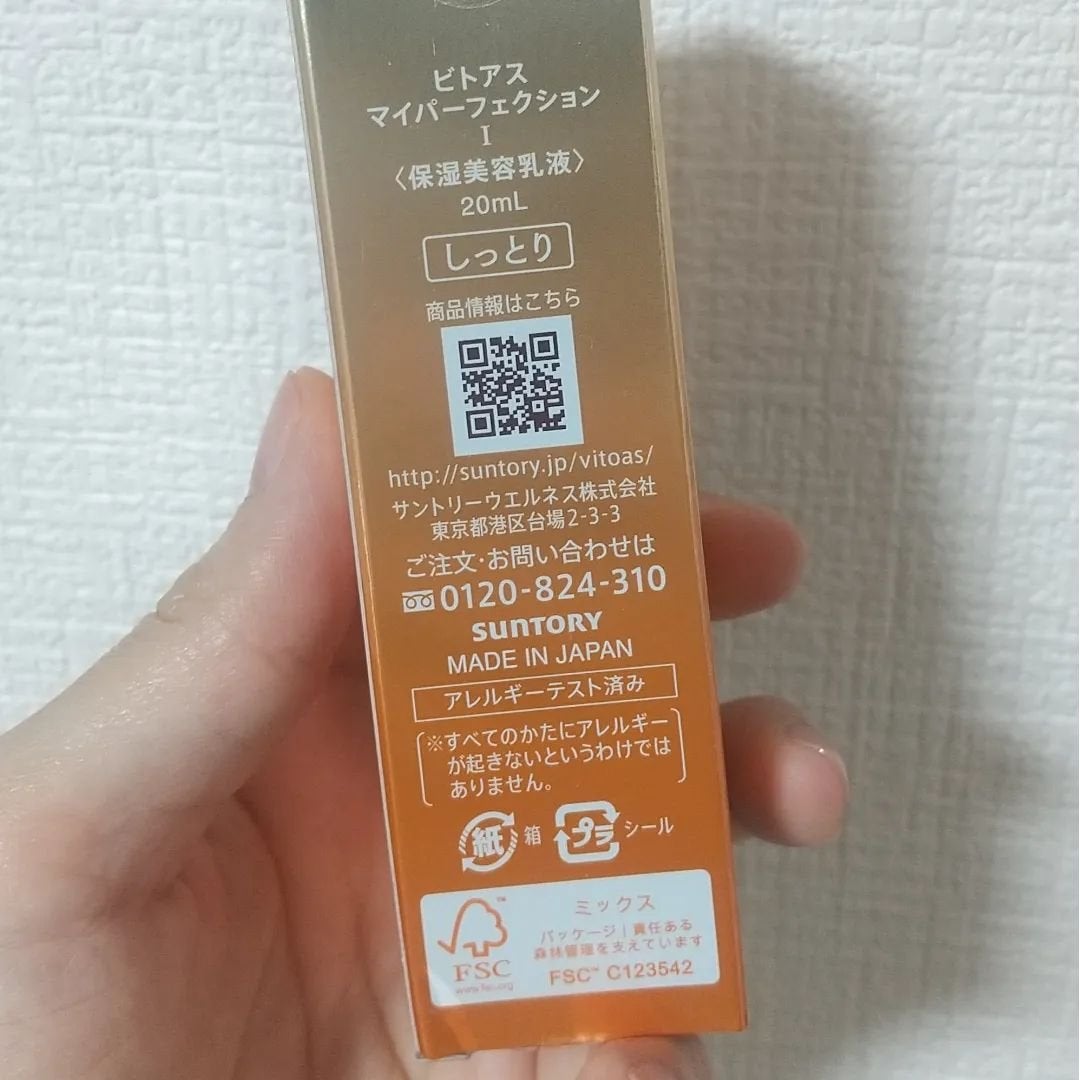 ビトアス
マイパーフェクション
I
〈保湿美容乳液〉
20mL
しっとり
商品情報はこちら
http://suntory.jp/vitoas/
サントリーウエルネス株式会社
東京都港区台場2-3-3
ご注文・お問い合わせは
0120-824-310
SUNTORY
MADE IN JAPAN
アレルギーテスト済み
※すべてのかたにアレルギー
が起きないというわけでは
ありません。
紙 箱 プラ シール
FSC™
www.fsc.org
ミックス
パッケージ｜責任ある
森林管理を支えています
FSC™ C123542